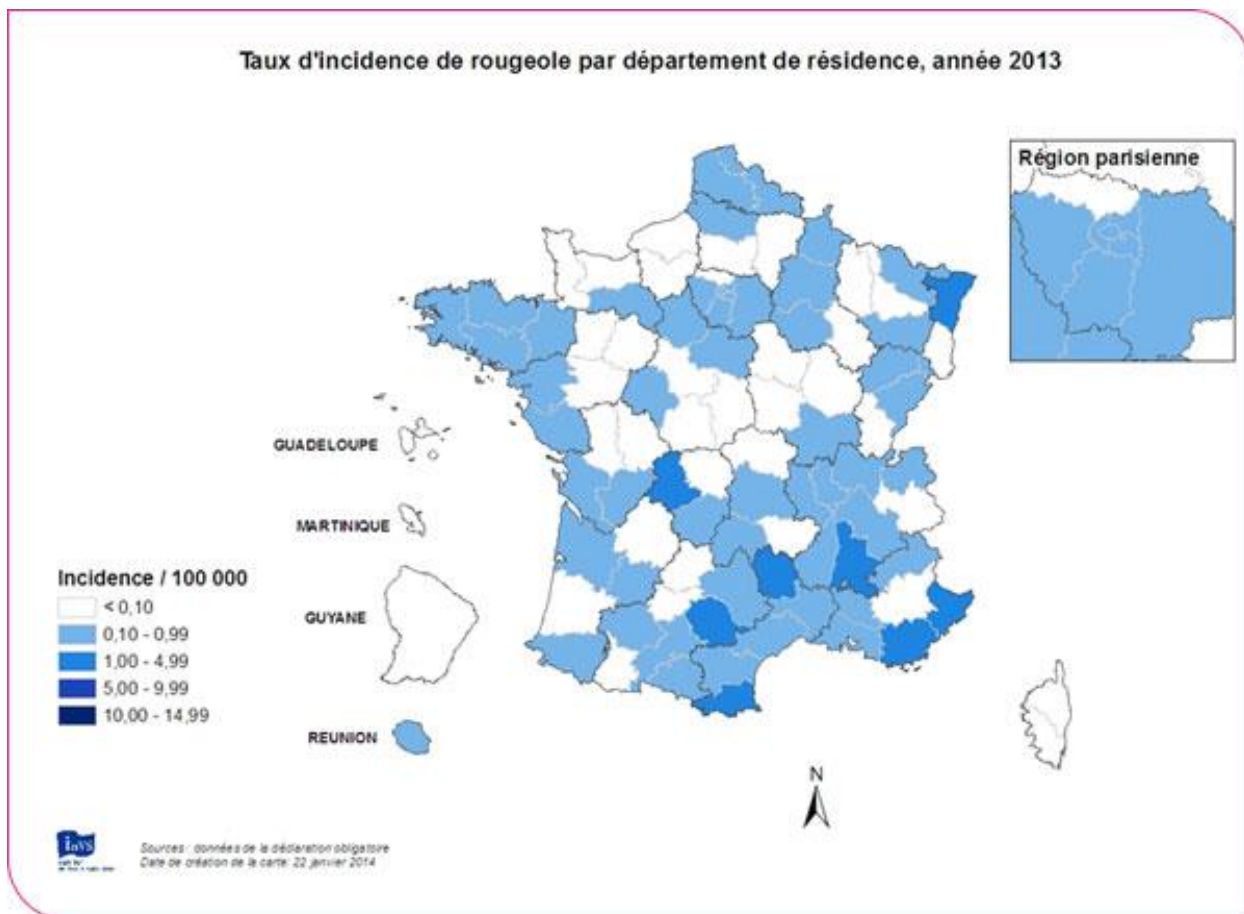 Taux d'incidence de rougeole par département de résidence, année 2013
Région parisienne
GUADELOUPE
MARTINIQUE
GUYANE
REUNION
Incidence / 100 000
< 0,10
0,10 - 0,99
1,00 - 4,99
5,00 - 9,99
10,00 - 14,99
N
InVS
Sources : données de la déclaration obligatoire
Date de création de la carte: 22 janvier 2014